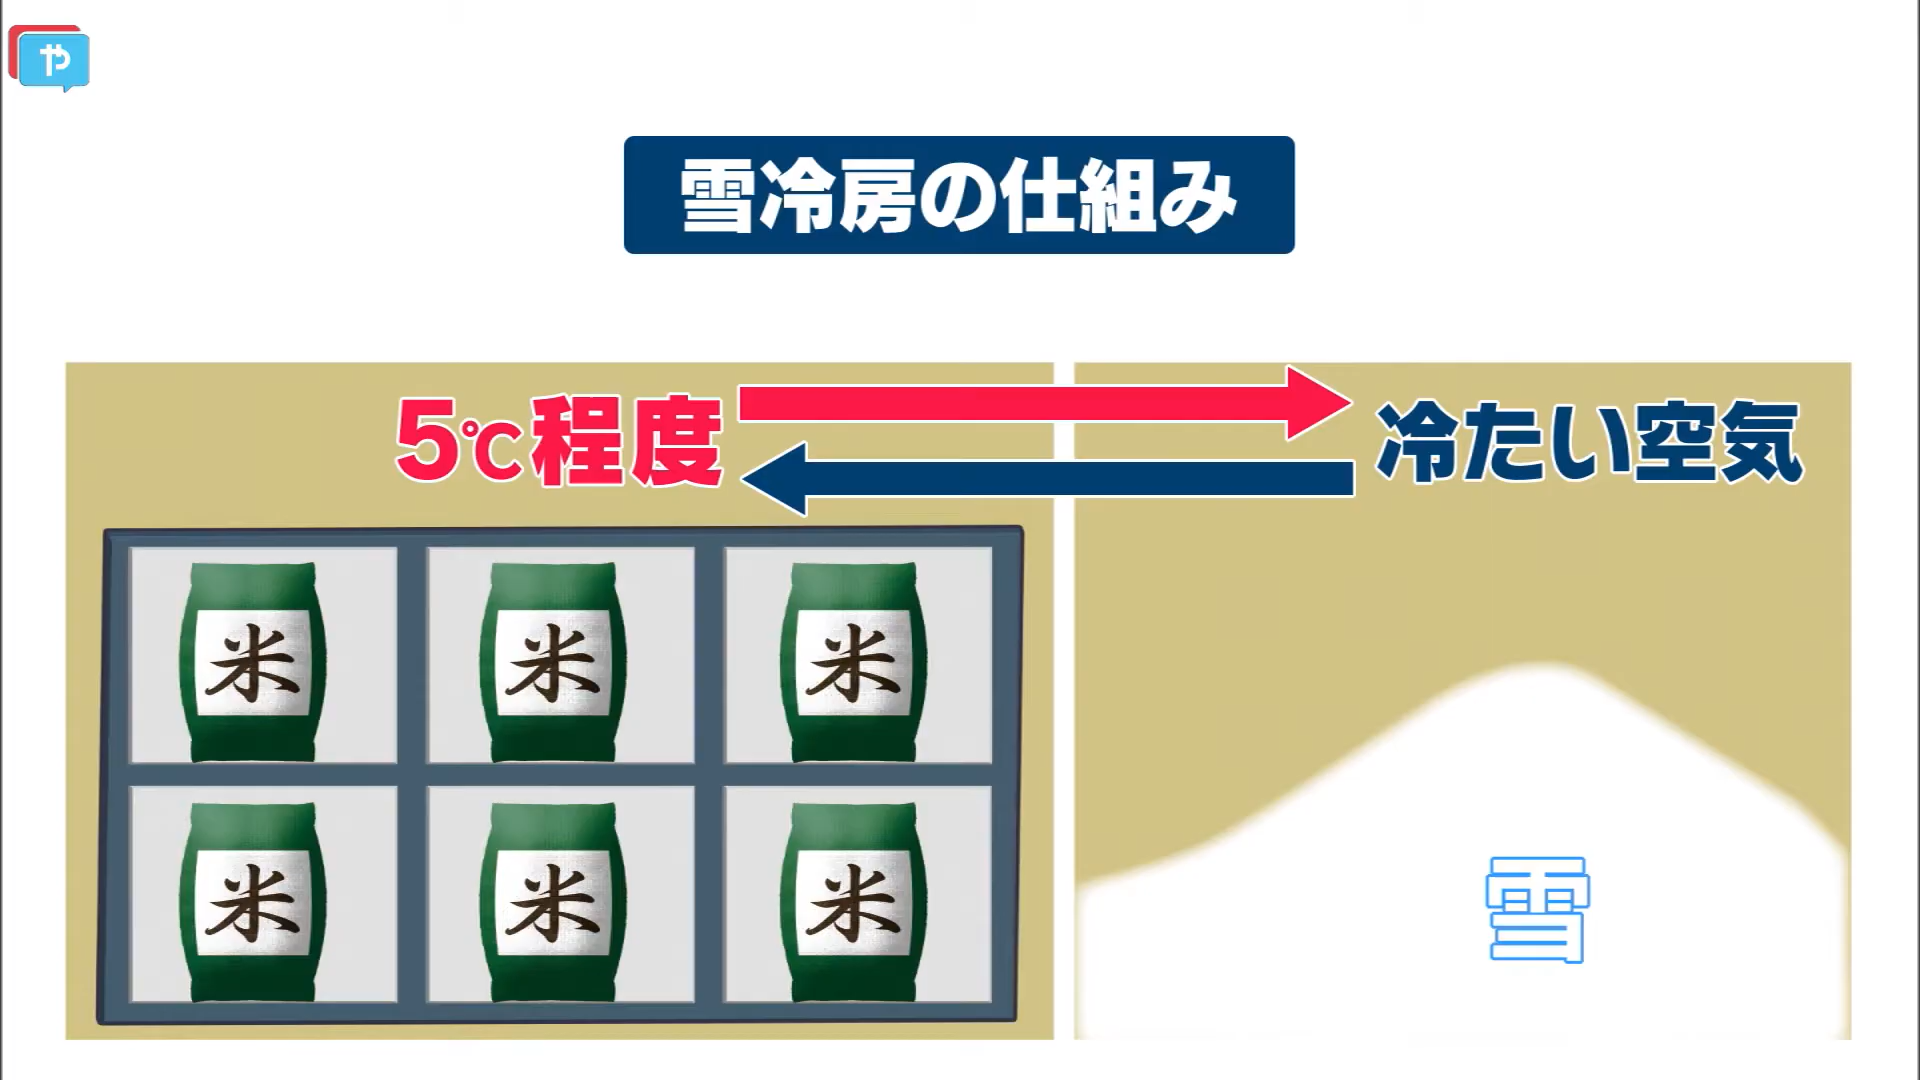 や
雪冷房の仕組み
5℃程度
冷たい空気
米 米 米
米 米 米
雪